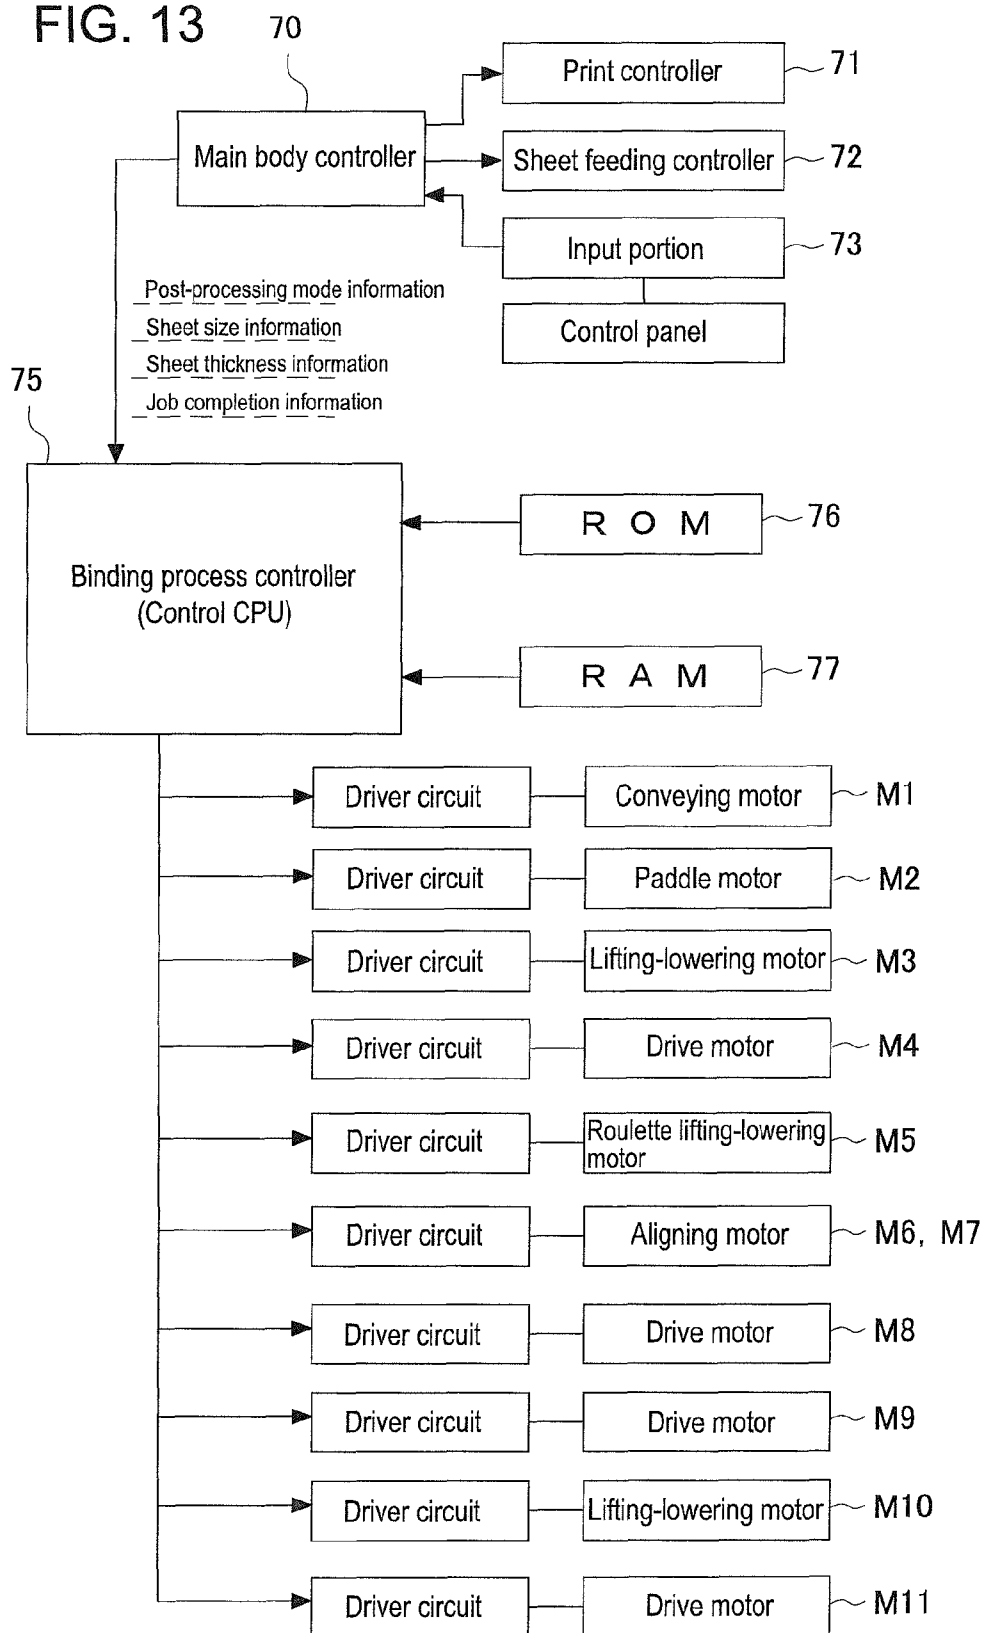 FIG. 13
70
Print controller
71
Main body controller
Sheet feeding controller
72
Input portion
73
Control panel
Post-processing mode information
Sheet size information
Sheet thickness information
Job completion information
75
Binding process controller
(Control CPU)
ROM
76
RAM
77
Driver circuit
Conveying motor
M1
Driver circuit
Paddle motor
M2
Driver circuit
Lifting-lowering motor
M3
Driver circuit
Drive motor
M4
Driver circuit
Roulette lifting-lowering
motor
M5
Driver circuit
Aligning motor
M6, M7
Driver circuit
Drive motor
M8
Driver circuit
Drive motor
M9
Driver circuit
Lifting-lowering motor
M10
Driver circuit
Drive motor
M11